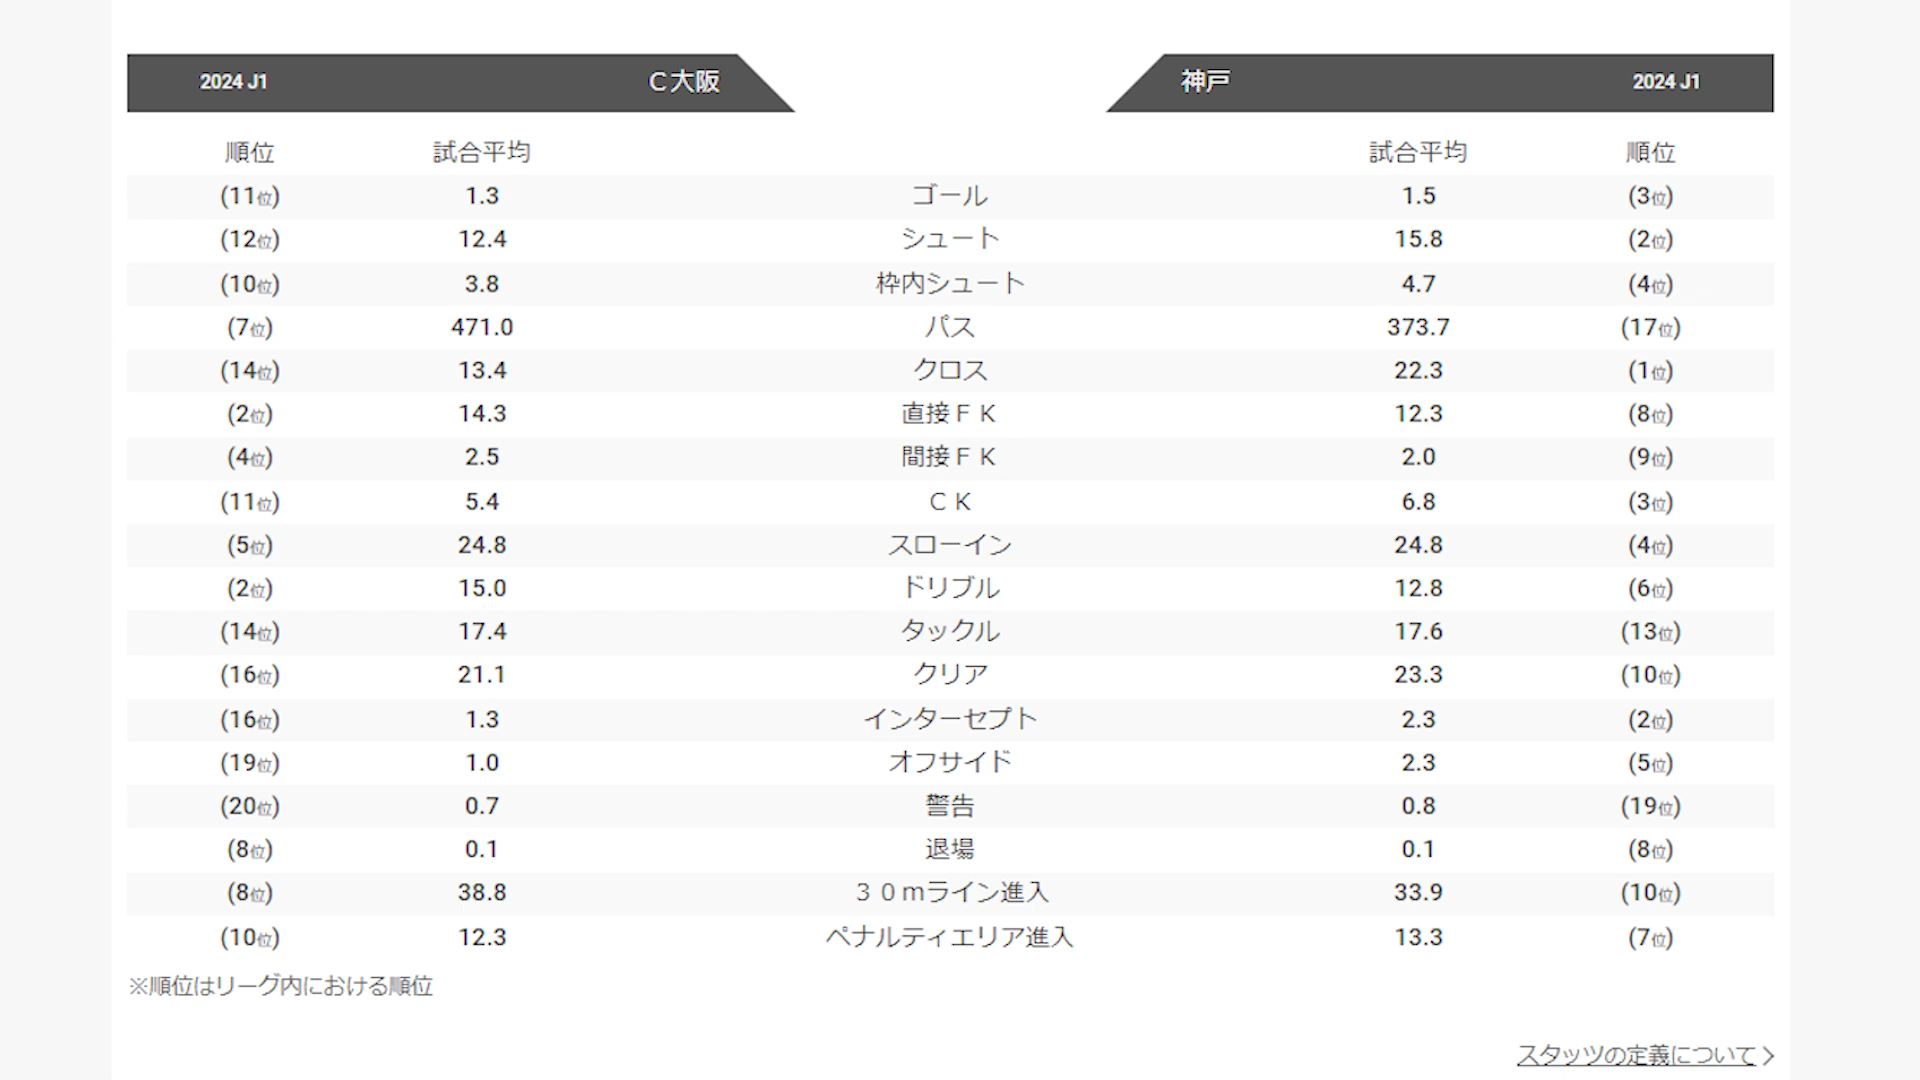 2024 J1 C大阪 神戸 2024 J1
順位 試合平均 試合平均 順位
(11位) 1.3 ゴール 1.5 (3位)
(12位) 12.4 シュート 15.8 (2位)
(10位) 3.8 枠内シュート 4.7 (4位)
(7位) 471.0 パス 373.7 (17位)
(14位) 13.4 クロス 22.3 (1位)
(2位) 14.3 直接FK 12.3 (8位)
(4位) 2.5 間接FK 2.0 (9位)
(11位) 5.4 CK 6.8 (3位)
(5位) 24.8 スローイン 24.8 (4位)
(2位) 15.0 ドリブル 12.8 (6位)
(14位) 17.4 タックル 17.6 (13位)
(16位) 21.1 クリア 23.3 (10位)
(16位) 1.3 インターセプト 2.3 (2位)
(19位) 1.0 オフサイド 2.3 (5位)
(20位) 0.7 警告 0.8 (19位)
(8位) 0.1 退場 0.1 (8位)
(8位) 38.8 30mライン進入 33.9 (10位)
(10位) 12.3 ペナルティエリア進入 13.3 (7位)
※順位はリーグ内における順位
スタッツの定義について >